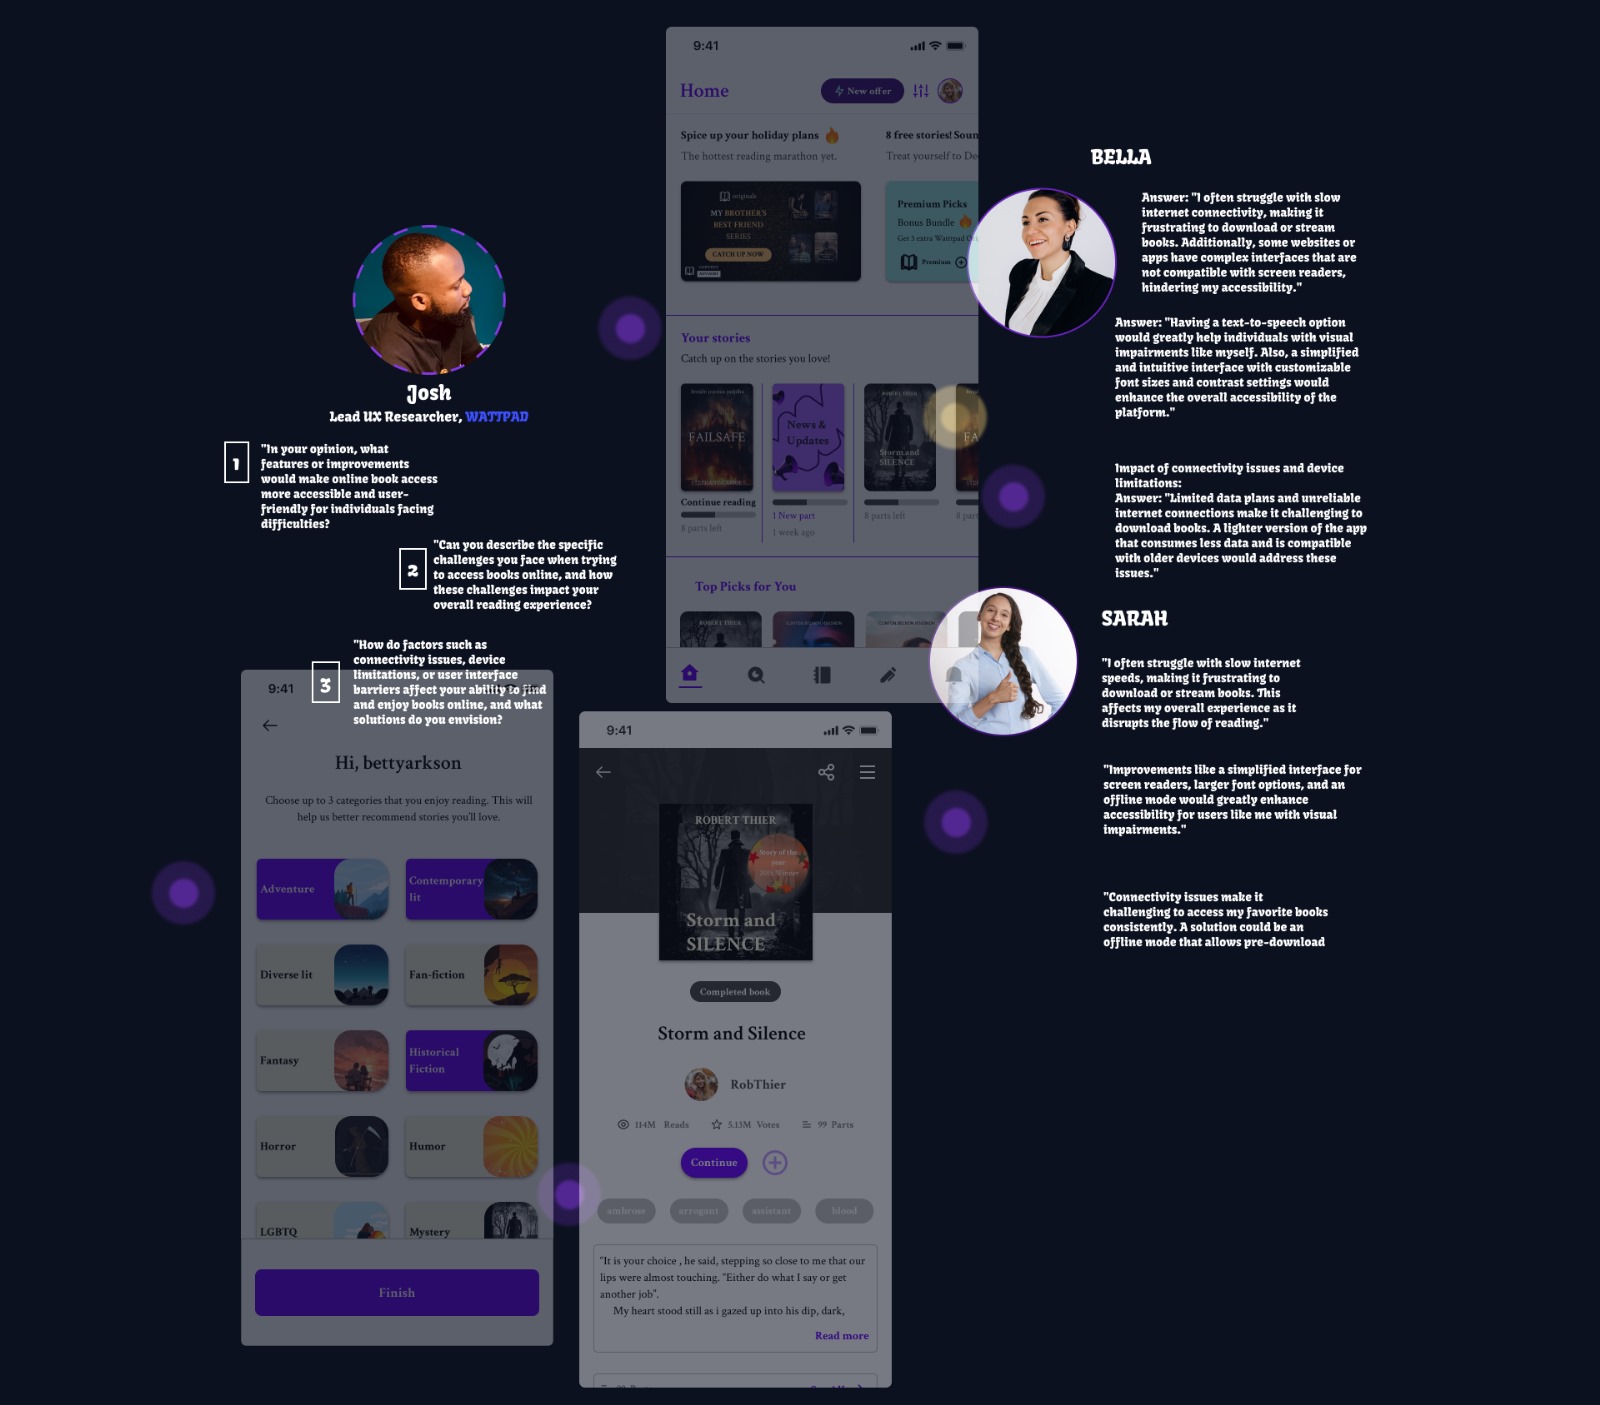 9:41
Home
New offer
Spice up your holiday plans
The hottest reading marathon yet.
8 free stories! Soun
Treat yourself to De
originals
MY BROTHER'S
BEST FRIEND
SERIES
CATCH UP NOW
Premium Picks
Bonus Bundle
Get 3 extra Wattpad Ori
Premium
Your stories
Catch up on the stories you love!
FAILSAFE
Continue reading
8 parts left
News &
Updates
1 New part
1 week ago
ROBERT THIER
Storm and
SILENCE
8 parts left
FA
8 part
Top Picks for You
ROBERT THIER
Josh
Lead UX Researcher, WATTPAD
1
"In your opinion, what
features or improvements
would make online book access
more accessible and user-
friendly for individuals facing
difficulties?
2
"Can you describe the specific
challenges you face when trying
to access books online, and how
these challenges impact your
overall reading experience?
3
"How do factors such as
connectivity issues, device
limitations, or user interface
barriers affect your ability to find
and enjoy books online, and what
solutions do you envision?
BELLA
Answer: "I often struggle with slow
internet connectivity, making it
frustrating to download or stream
books. Additionally, some websites or
apps have complex interfaces that are
not compatible with screen readers,
hindering my accessibility."
Answer: "Having a text-to-speech option
would greatly help individuals with visual
impairments like myself. Also, a simplified
and intuitive interface with customizable
font sizes and contrast settings would
enhance the overall accessibility of the
platform."
Impact of connectivity issues and device
limitations:
Answer: "Limited data plans and unreliable
internet connections make it challenging to
download books. A lighter version of the app
that consumes less data and is compatible
with older devices would address these
issues."
SARAH
"I often struggle with slow internet
speeds, making it frustrating to
download or stream books. This
affects my overall experience as it
disrupts the flow of reading."
"Improvements like a simplified interface for
screen readers, larger font options, and an
offline mode would greatly enhance
accessibility for users like me with visual
impairments."
"Connectivity issues make it
challenging to access my favorite books
consistently. A solution could be an
offline mode that allows pre-download
9:41
Hi, bettyarkson
Choose up to 3 categories that you enjoy reading. This will
help us better recommend stories you'll love.
Adventure
Contemporary
lit
Diverse lit
Fan-fiction
Fantasy
Historical
Fiction
Horror
Humor
LGBTQ
Mystery
Finish
9:41
ROBERT THIER
Story of the
year
Winter
Storm and
SILENCE
Completed book
Storm and Silence
RobThier
114M Reads
5.13M Votes
99 Parts
Continue
ambrose
arrogant
assistant
blood
"It is your choice , he said, stepping so close to me that our
lips were almost touching. "Either do what I say or get
another job".
My heart stood still as i gazed up into his dip, dark,
Read more